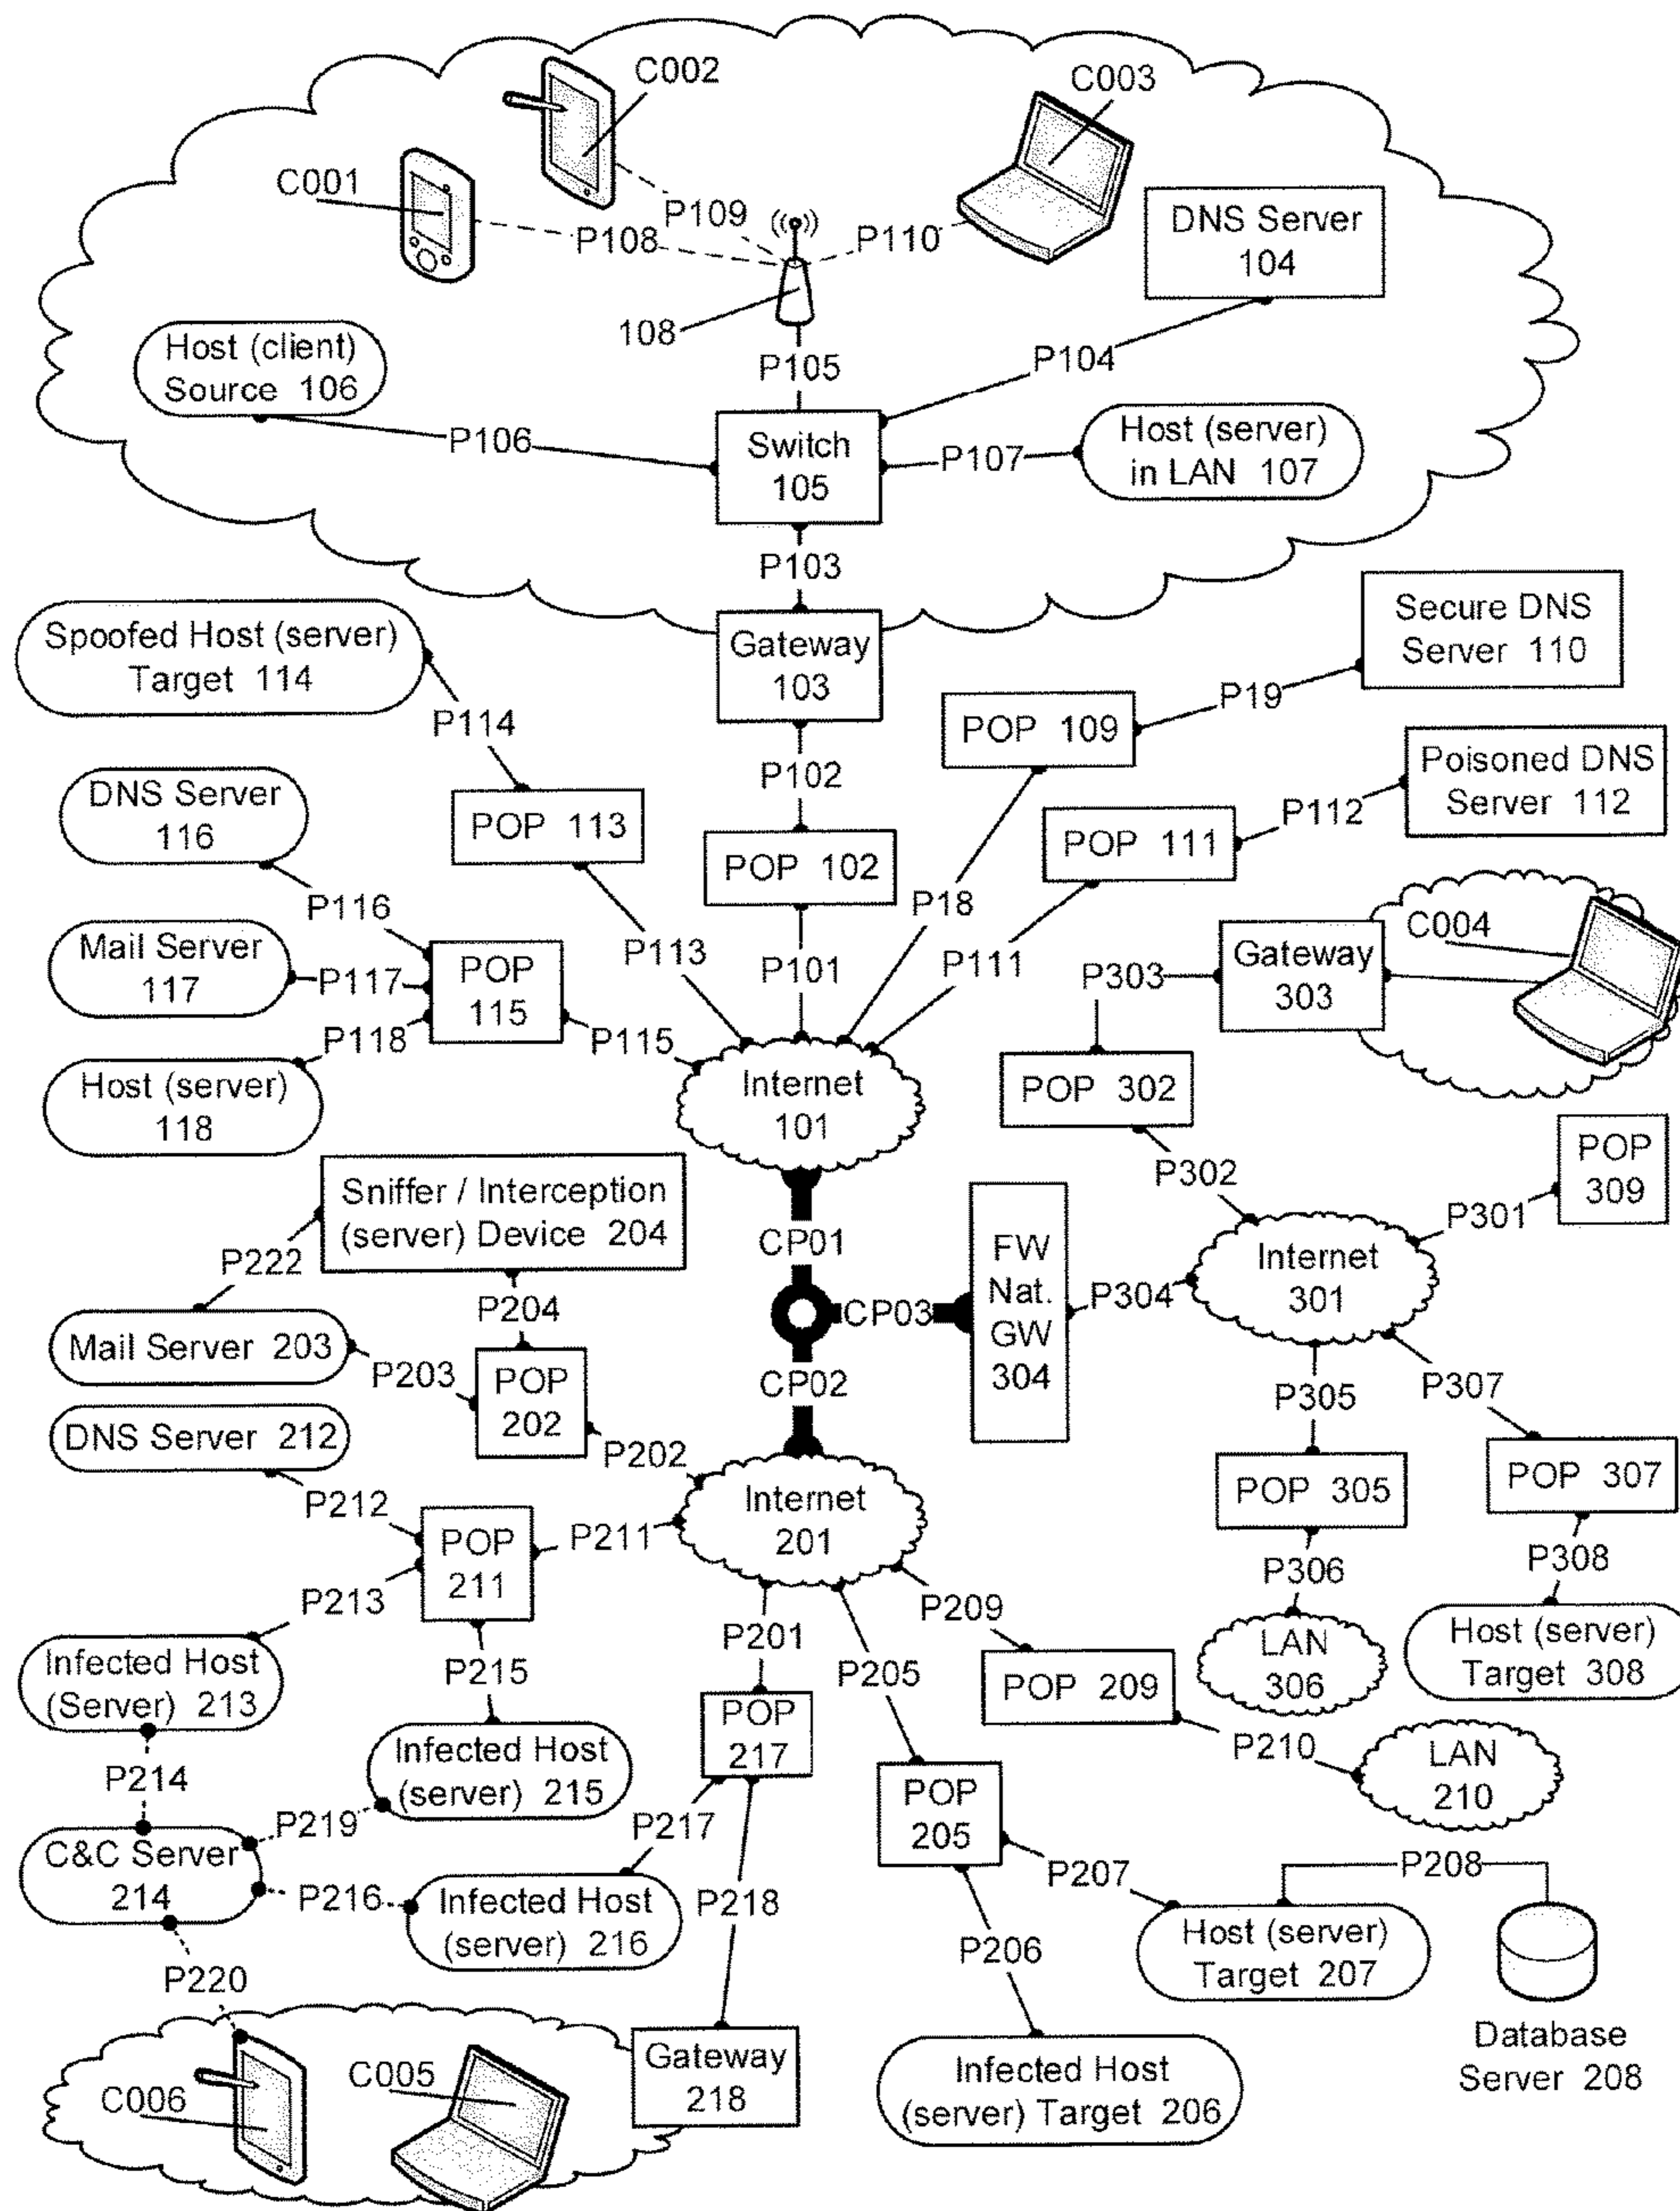 C002
C003
C001
P109
P108
P110
DNS Server
104
108
Host (client)
Source 106
P105
P104
P106
Switch
105
P107
Host (server)
in LAN 107
P103
Spoofed Host (server)
Target 114
Gateway
103
Secure DNS
Server 110
P19
P114
POP 109
DNS Server
116
P102
Poisoned DNS
Server 112
POP 113
P112
POP 111
POP 102
P116
P18
Mail Server
117
P113
P101
P111
C004
P117
POP
115
P303
Gateway
303
P118
P115
Host (server)
118
Internet
101
POP 302
POP
309
Sniffer / Interception
(server) Device 204
P302
P301
CP01
FW
Nat.
GW
304
Internet
301
P222
P204
CP03
P304
Mail Server 203
P203
POP
202
CP02
P305
P307
DNS Server 212
P202
Internet
201
POP 305
POP 307
P212
POP
211
P211
P306
P308
P213
P209
P201
LAN
306
Host (server)
Target 308
Infected Host
(Server) 213
P215
P205
POP 209
POP
217
P210
LAN
210
P214
Infected Host
(server) 215
POP
205
P219
P217
C&C Server
214
P207
P208
P216
Infected Host
(server) 216
P218
P206
Host (server)
Target 207
P220
Database
Server 208
Gateway
218
C005
C006
Infected Host
(server) Target 206